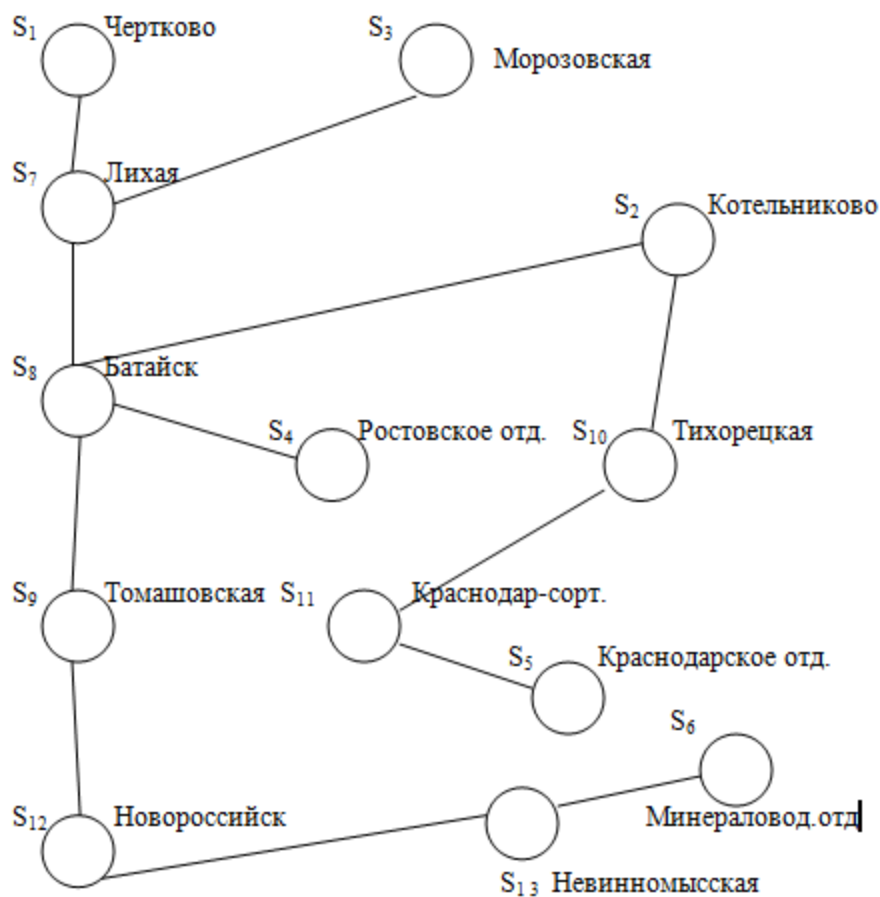 S1 Чертково
S3 Морозовская
S7 Лихая
S2 Котельниково
S8 Батайск
S4 Ростовское отд.
S10 Тихорецкая
S9 Томашовская
S11 Краснодар-сорт.
S5 Краснодарское отд.
S6 Минераловод.отд
S12 Новороссийск
S13 Невинномысская